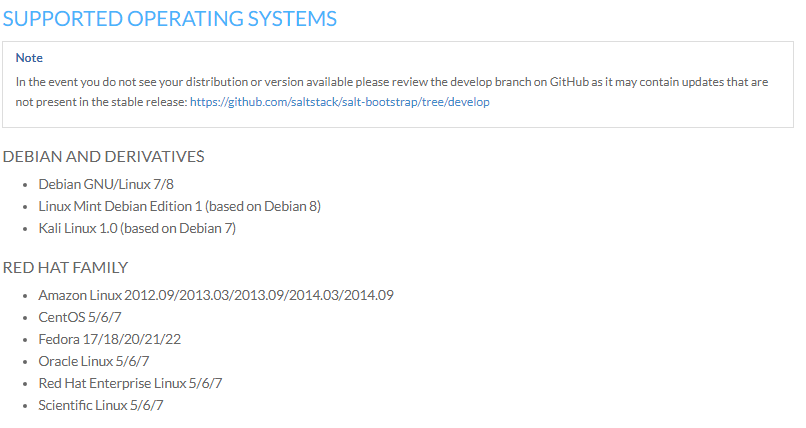 SUPPORTED OPERATING SYSTEMS
Note
In the event you do not see your distribution or version available please review the develop branch on GitHub as it may contain updates that are
not present in the stable release: https://github.com/saltstack/salt-bootstrap/tree/develop
DEBIAN AND DERIVATIVES
• Debian GNU/Linux 7/8
• Linux Mint Debian Edition 1 (based on Debian 8)
• Kali Linux 1.0 (based on Debian 7)
RED HAT FAMILY
• Amazon Linux 2012.09/2013.03/2013.09/2014.03/2014.09
• CentOS 5/6/7
• Fedora 17/18/20/21/22
• Oracle Linux 5/6/7
• Red Hat Enterprise Linux 5/6/7
• Scientific Linux 5/6/7